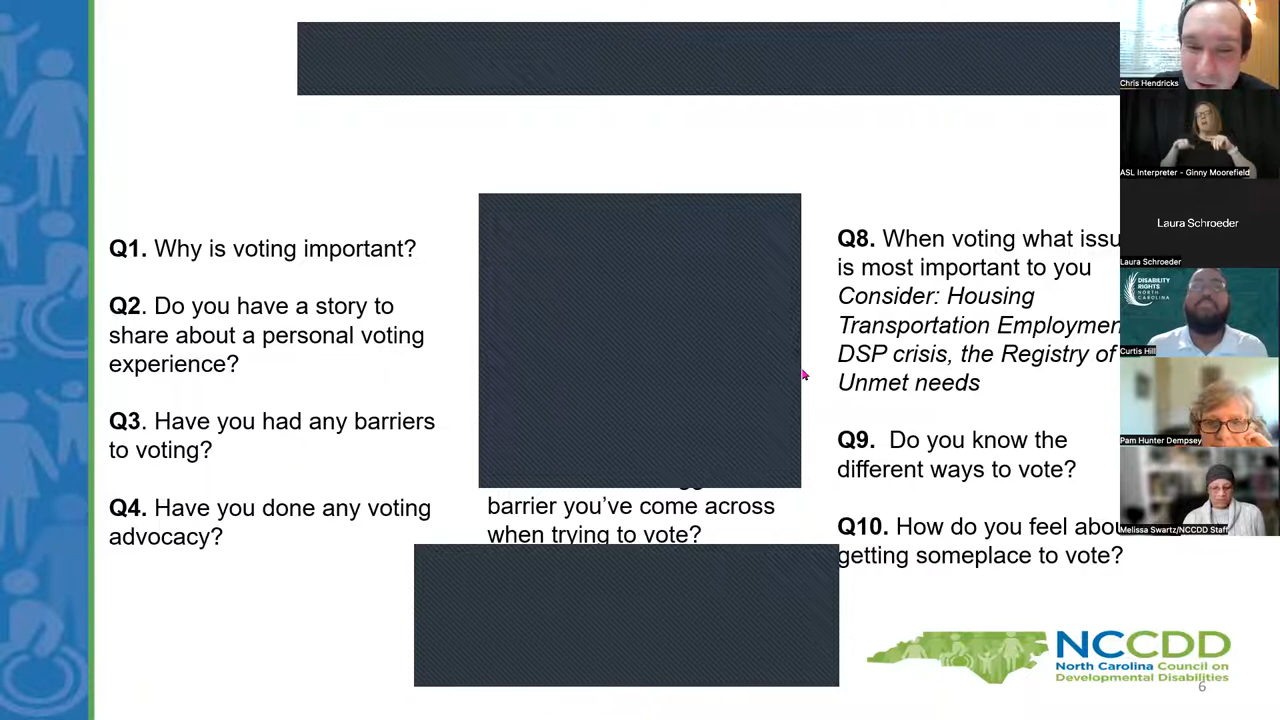 Q1. Why is voting important?
Q2. Do you have a story to
share about a personal voting
experience?
Q3. Have you had any barriers
to voting?
Q4. Have you done any voting
advocacy?
barrier you've come across
when trying to vote?
Q8. When voting what issu
is most important to you
Consider: Housing
Transportation Employmen
DSP crisis, the Registry of
Unmet needs
Q9. Do you know the
different ways to vote?
Q10. How do you feel abou
getting someplace to vote?
Chris Hendricks
ASL Interpreter - Ginny Moorefield
Laura Schroeder
Laura Schroeder
DISABILITY
RIGHTS
NORTH
CAROLINA
Curtis Hill
Pam Hunter Dempsey
Melissa Swartz/NCCDD Staff
NCCDD
North Carolina Council on
Developmental Disabilities
6